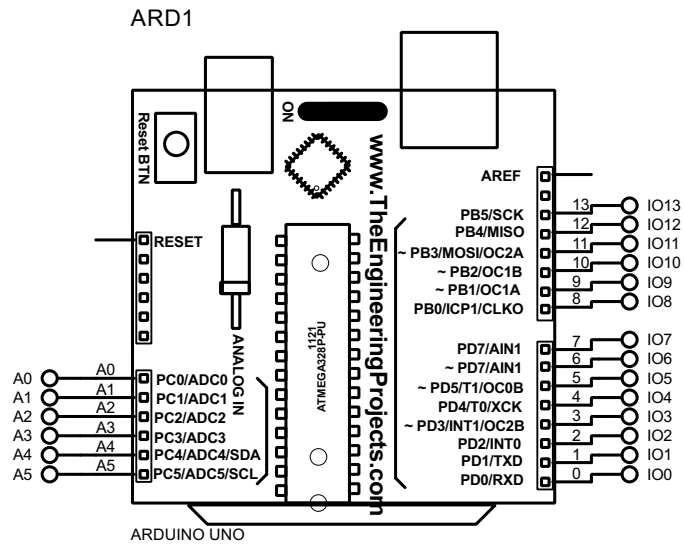 ARD1
Reset BTN
ON
www.TheEngineeringProjects.com
AREF
RESET
PB5/SCK 13 IO13
PB4/MISO 12 IO12
~ PB3/MOSI/OC2A 11 IO11
~ PB2/OC1B 10 IO10
~ PB1/OC1A 9 IO9
PB0/ICP1/CLKO 8 IO8
1121
ATMEGA328P-PU
ANALOG IN
PD7/AIN1 7 IO7
~ PD7/AIN1 6 IO6
~ PD5/T1/OC0B 5 IO5
PD4/T0/XCK 4 IO4
~ PD3/INT1/OC2B 3 IO3
PD2/INT0 2 IO2
PD1/TXD 1 IO1
PD0/RXD 0 IO0
A0 A0 PC0/ADC0
A1 A1 PC1/ADC1
A2 A2 PC2/ADC2
A3 A3 PC3/ADC3
A4 A4 PC4/ADC4/SDA
A5 A5 PC5/ADC5/SCL
ARDUINO UNO